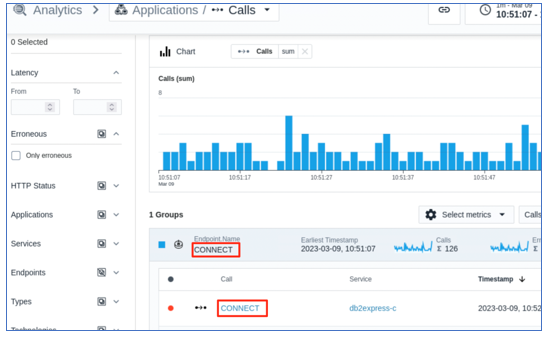 Analytics > Applications / Calls
1m - Mar 09
10:51:07 -
0 Selected
Chart
Calls sum
Latency
From To
Erroneous
Only erroneous
HTTP Status
Applications
Services
Endpoints
Types
Technologies
Calls (sum)
8
10:51:07 10:51:17 10:51:27 10:51:37 10:51:47
Mar 09
1 Groups
Select metrics
Calls
Endpoint Name
CONNECT
Earliest Timestamp
2023-03-09, 10:51:07
Calls
Σ 126
Err
Σ
Call Service Timestamp
CONNECT db2express-c 2023-03-09, 10:52